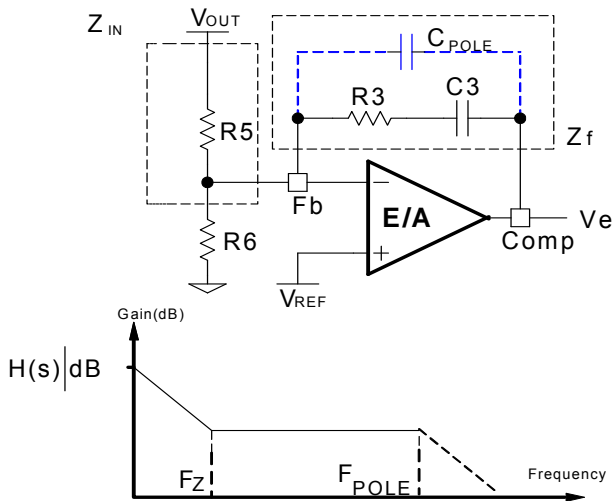 Z IN
VOUT
CPOLE
R3
C3
R5
Zf
Fb
E/A
Ve
Comp
R6
VREF
Gain(dB)
H(s)|dB
FZ
FPOLE
Frequency